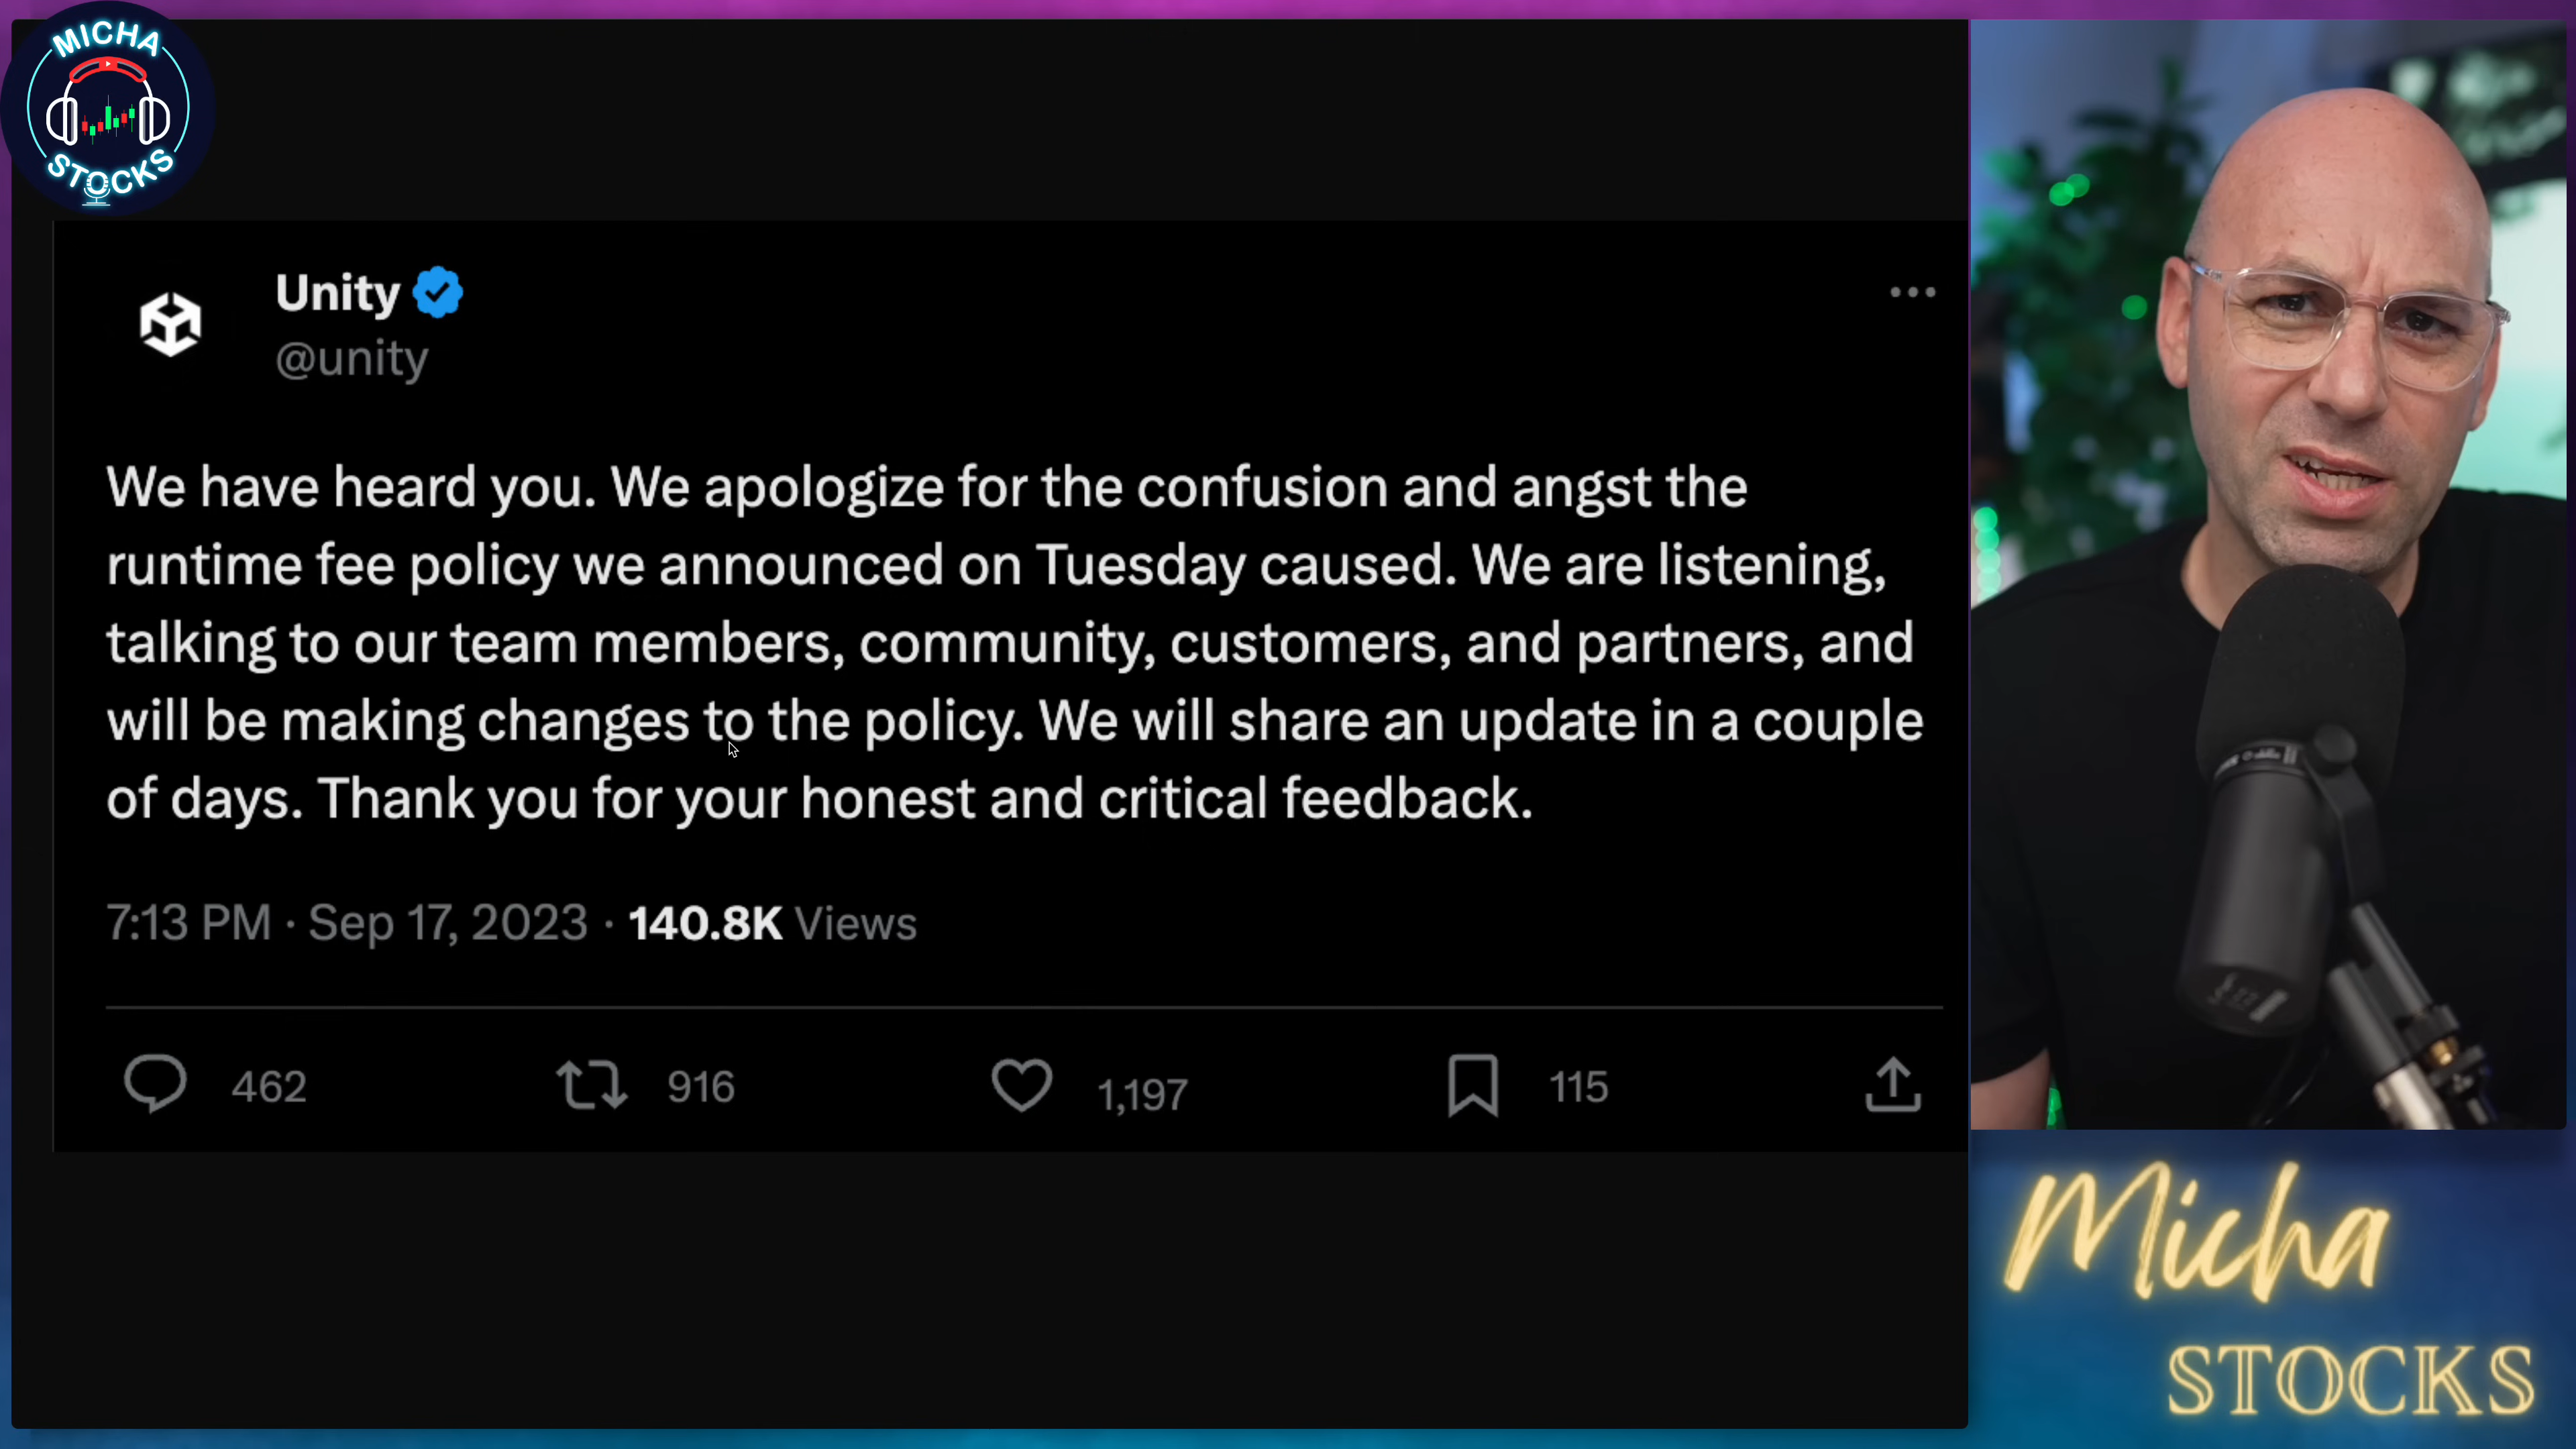 MICHA
STOCKS
Unity
@unity
We have heard you. We apologize for the confusion and angst the
runtime fee policy we announced on Tuesday caused. We are listening,
talking to our team members, community, customers, and partners, and
will be making changes to the policy. We will share an update in a couple
of days. Thank you for your honest and critical feedback.
7:13 PM · Sep 17, 2023 · 140.8K Views
462 916 1,197 115
Micha
STOCKS